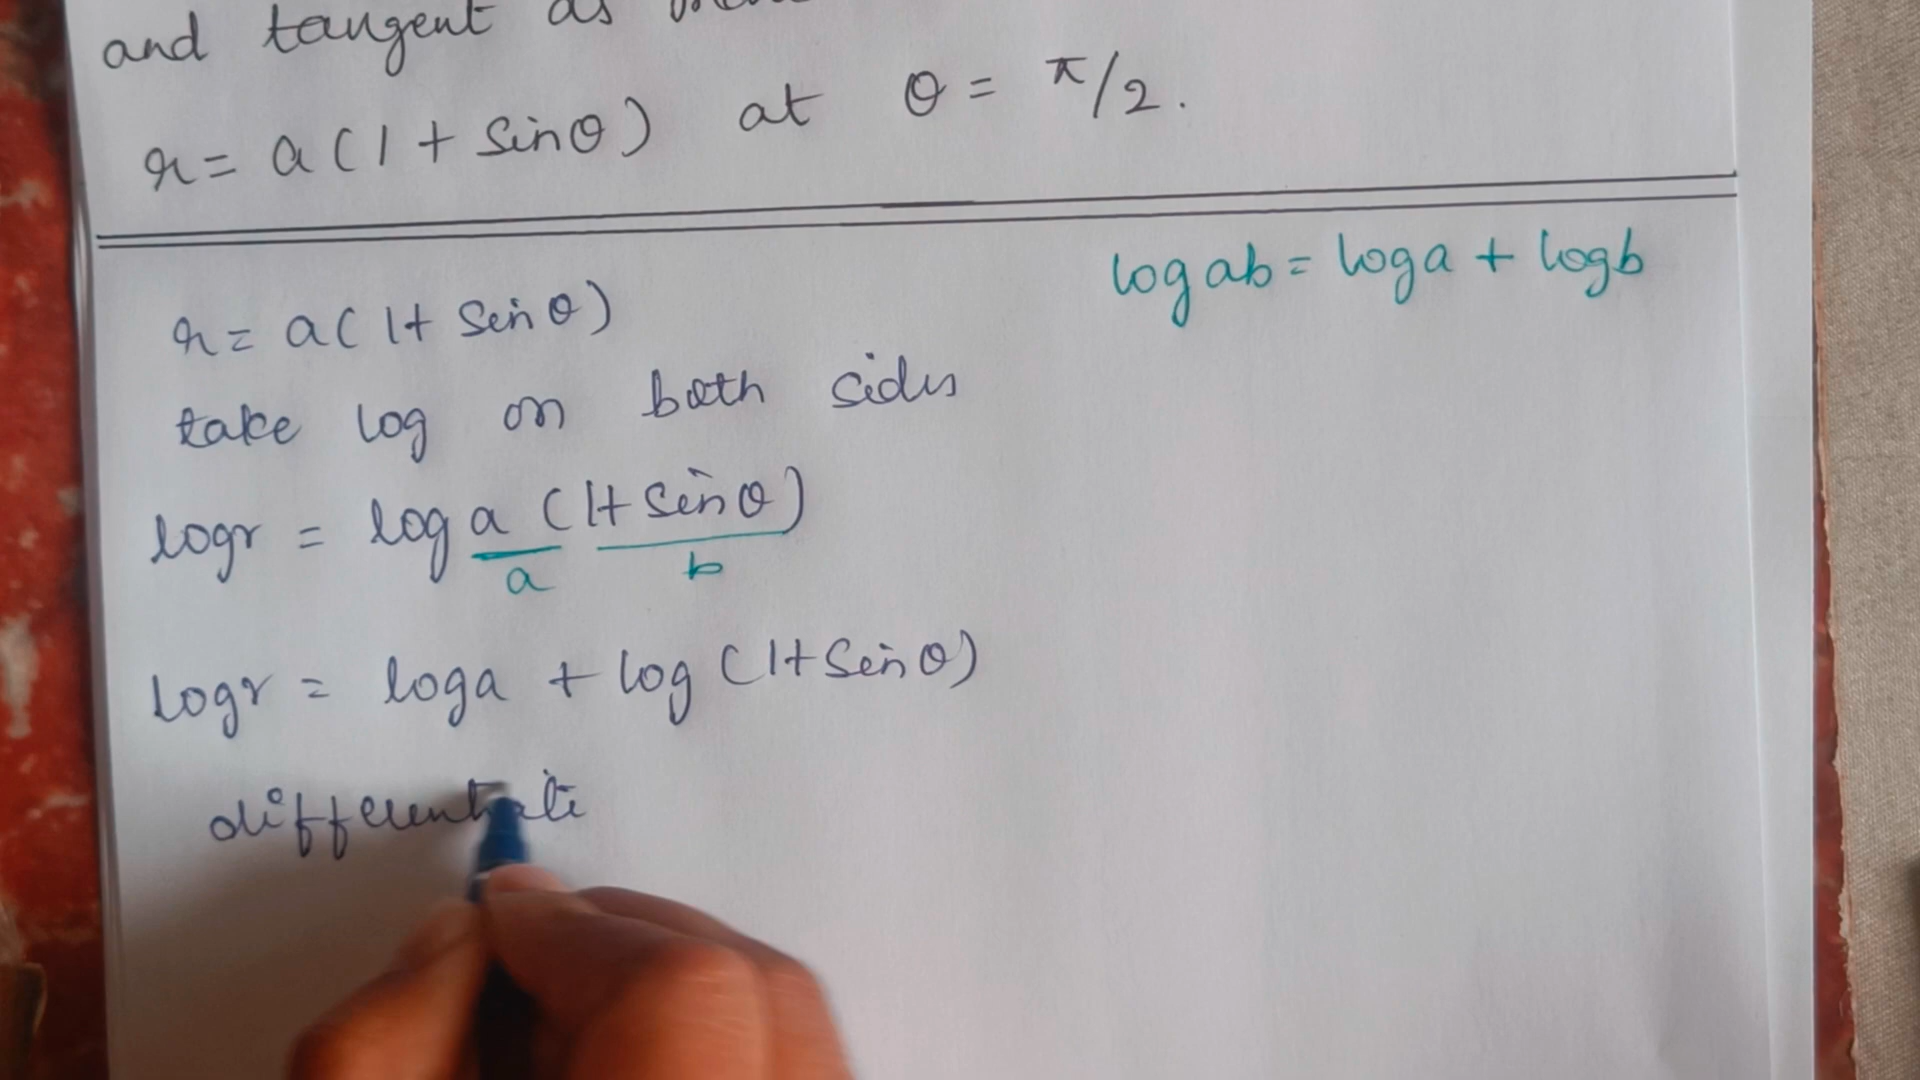 and tangent as
r = a(1 + sinθ) at θ = π/2.
log ab = loga + logb
r = a(1+ sinθ)
take log on both sides
logr = log a (1+ sinθ)
a b
logr = loga + log (1+ sinθ)
differentiate